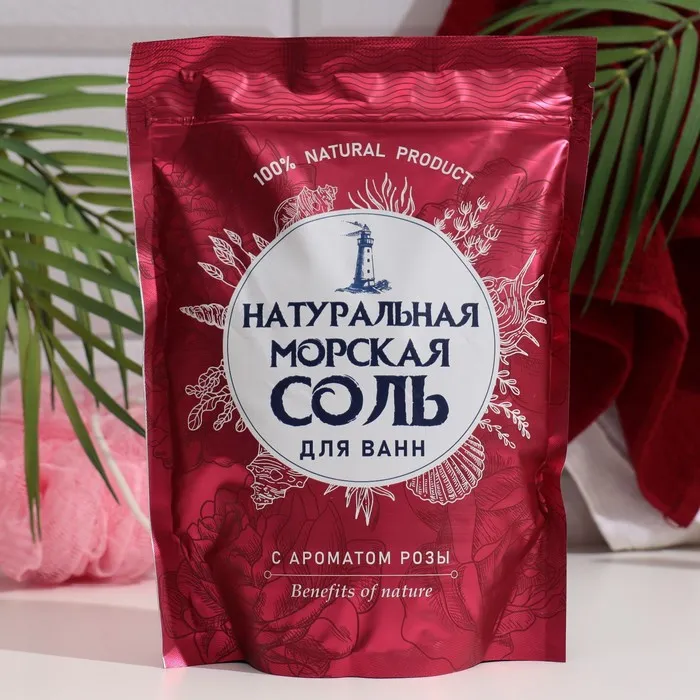 100% NATURAL PRODUCT
НАТУРАЛЬНАЯ
МОРСКАЯ
СОЛЬ
ДЛЯ ВАНН
С АРОМАТОМ РОЗЫ
Benefits of nature